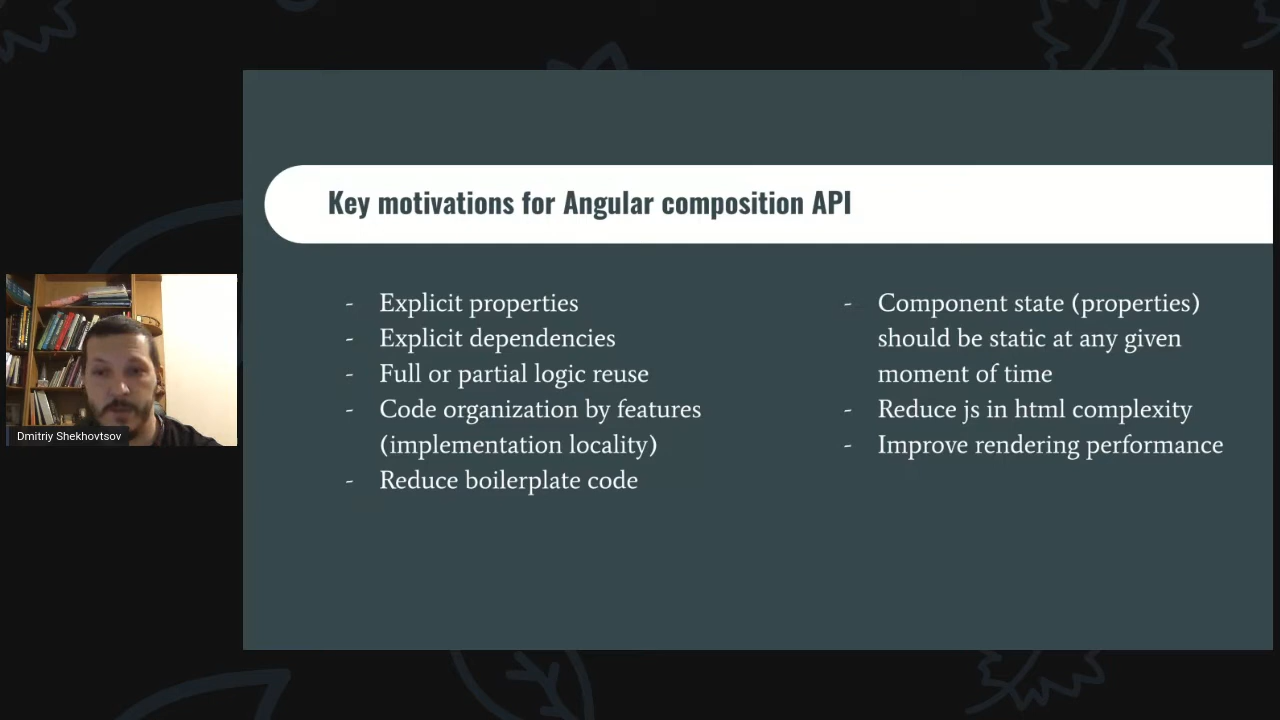 Key motivations for Angular composition API
- Explicit properties
- Explicit dependencies
- Full or partial logic reuse
- Code organization by features
(implementation locality)
- Reduce boilerplate code
- Component state (properties)
should be static at any given
moment of time
- Reduce js in html complexity
- Improve rendering performance
Dmitriy Shekhovtsov